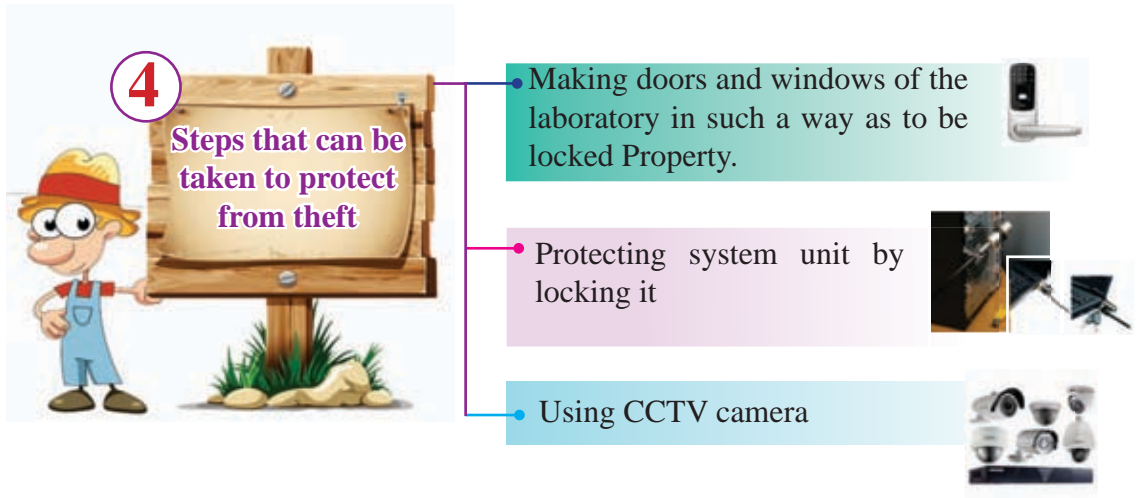 4
Steps that can be
taken to protect
from theft
Making doors and windows of the
laboratory in such a way as to be
locked Property.
Protecting system unit by
locking it
Using CCTV camera